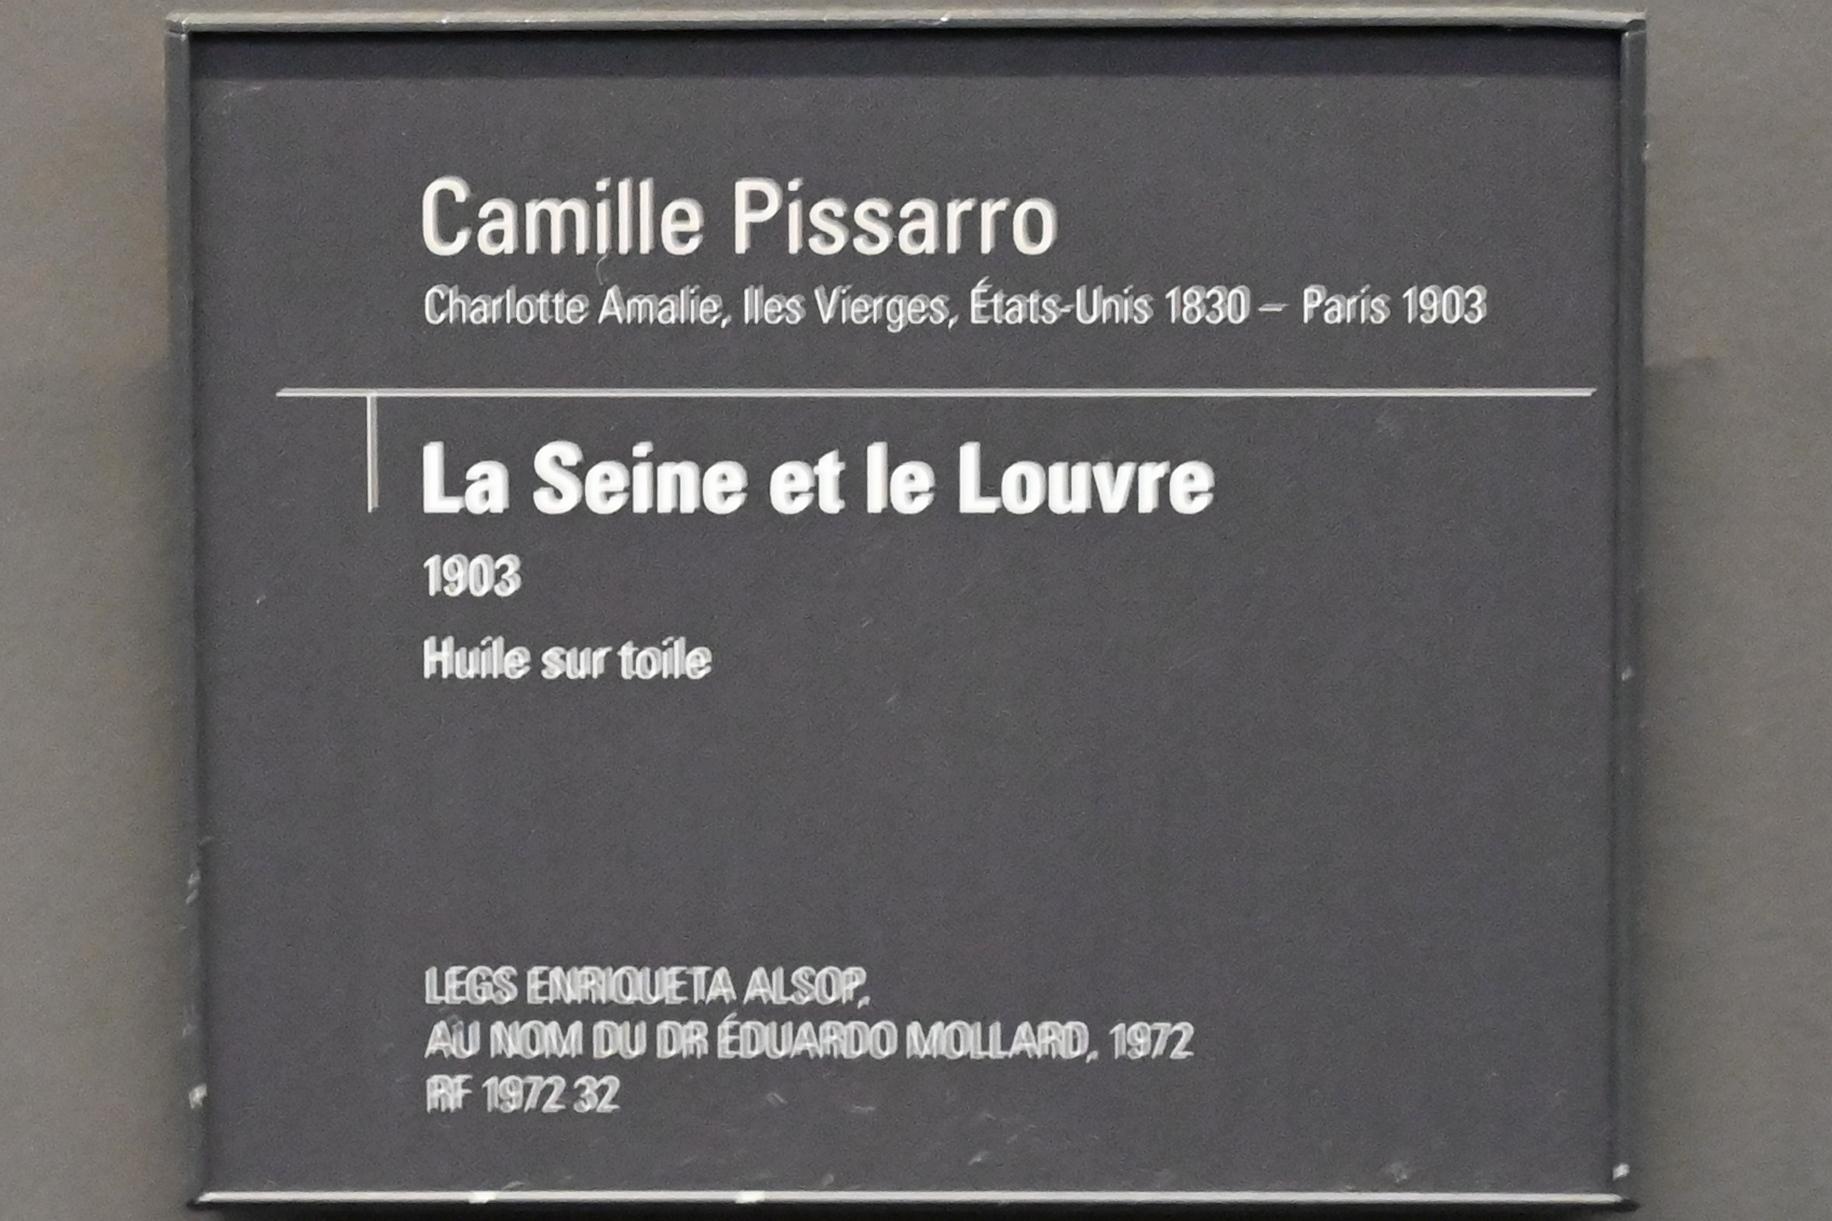 Camille Pissarro
Charlotte Amalie, Iles Vierges, États-Unis 1830 – Paris 1903
La Seine et le Louvre
1903
Huile sur toile
LEGS ENRIQUETA ALSOP,
AU NOM DU DR ÉDUARDO MOLLARD, 1972
RF 1972 32